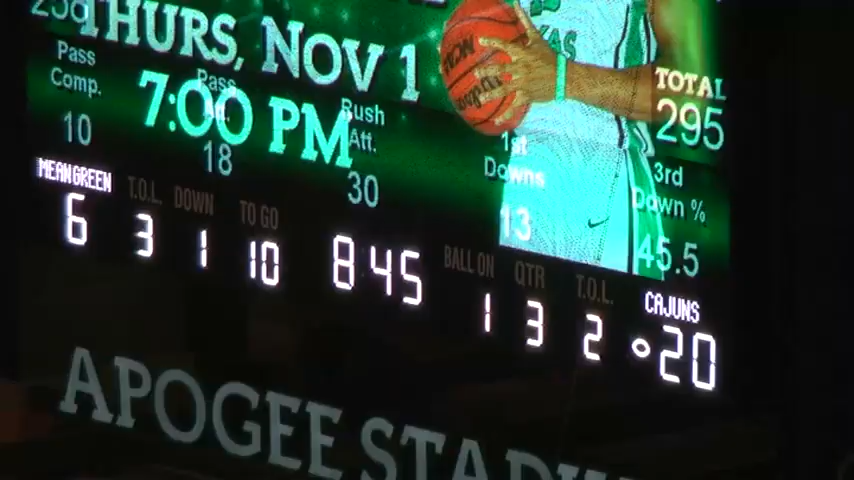 THURS, NOV 1
7:00 PM
Pass
Comp.
10
Pass
18
Rush
Att.
30
1st
Downs
13
TOTAL
295
3rd
Down %
45.5
MEAN GREEN T.O.L. DOWN TO GO BALL ON QTR T.O.L. CAJUNS
6 3 1 10 8 45 1 3 2 20
APOGEE